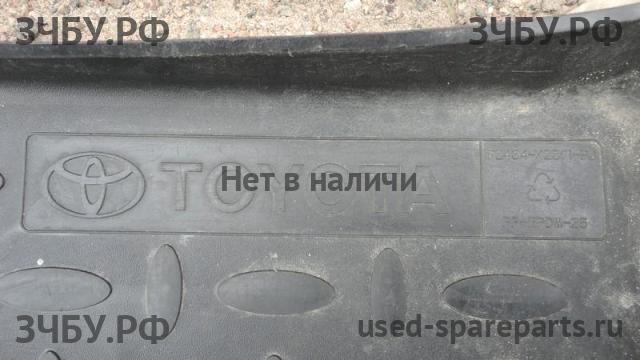 ЗЧБУ.РФ ЗЧБУ.РФ
TOYOTA
Нет в наличи
ЗЧБУ.РФ used-spareparts.ru